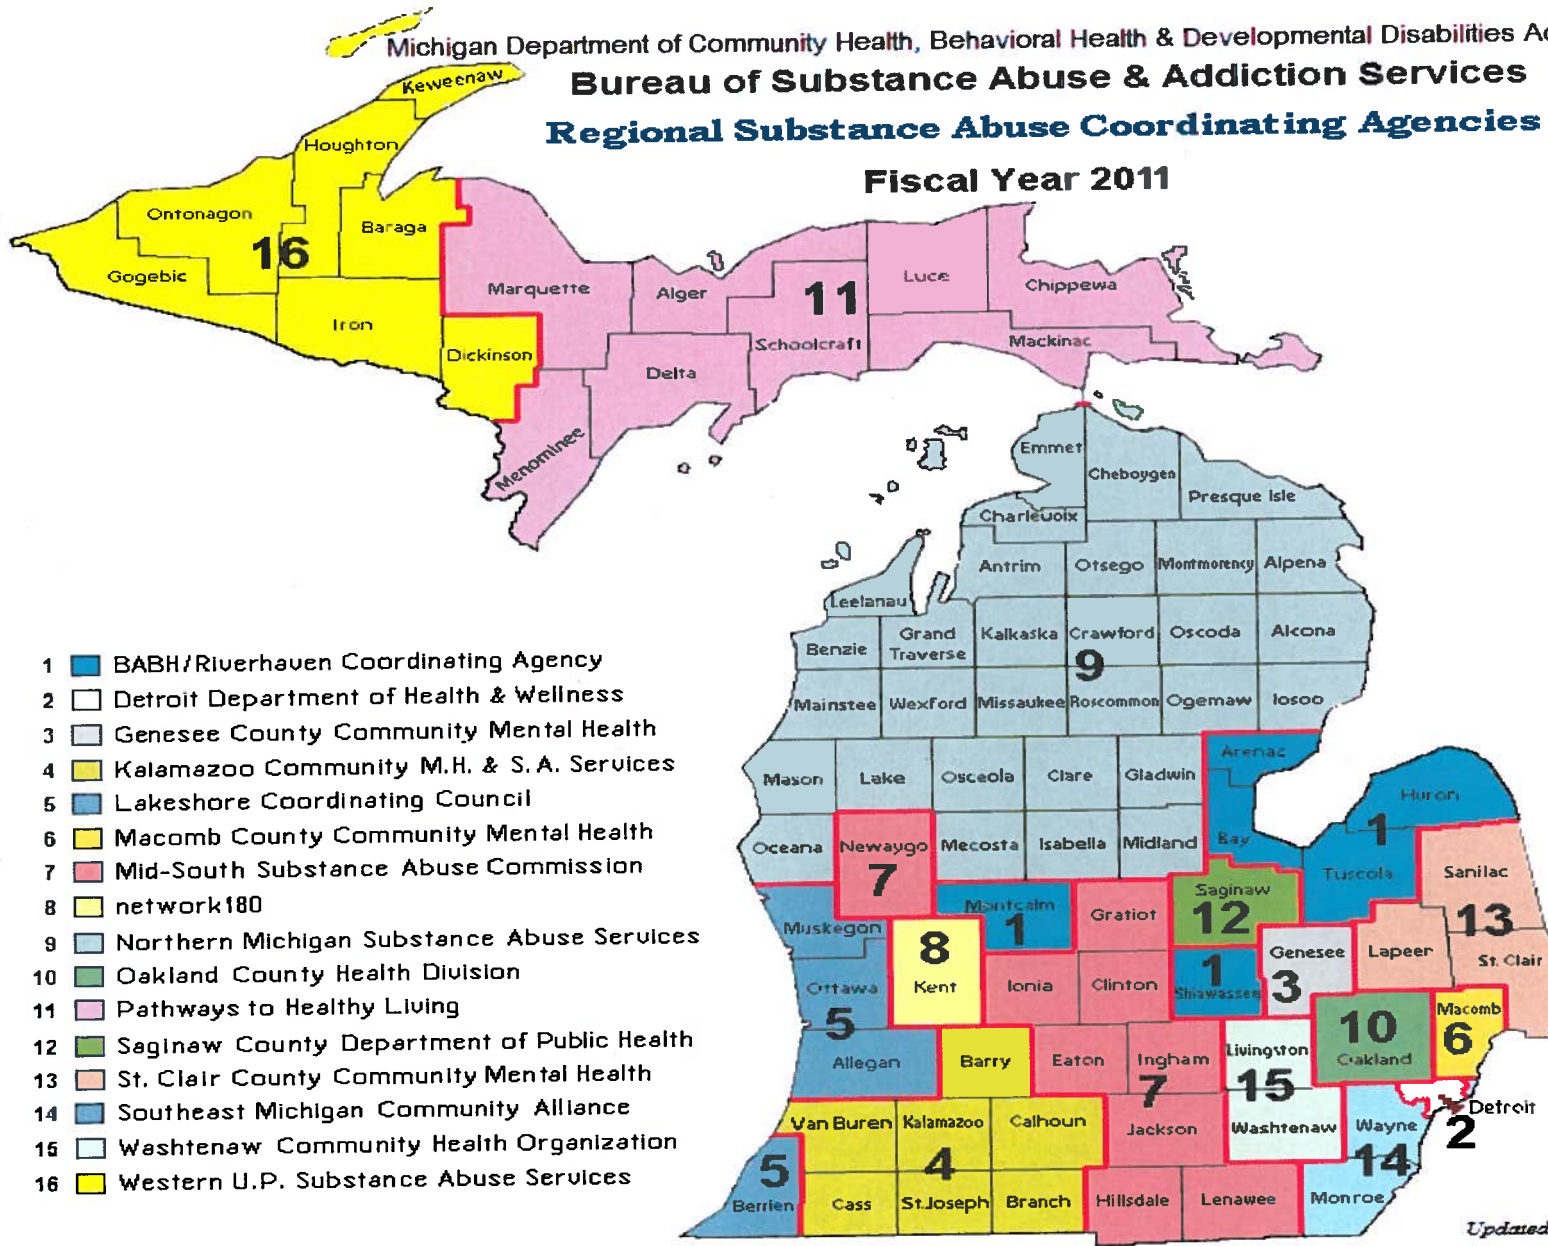 Michigan Department of Community Health, Behavioral Health & Developmental Disabilities
Bureau of Substance Abuse & Addiction Services
Regional Substance Abuse Coordinating Agencies
Fiscal Year 2011
Keweenaw
Houghton
Ontonagon
Baraga
16
Gogebic
Iron
Dickinson
Marquette
Alger
11
Luce
Chippewa
Schoolcraft
Mackinac
Delta
Menominee
Emmet
Cheboygen
Presque Isle
Charlevoix
Antrim
Otsego
Montmorency
Alpena
Leelanau
Benzie
Grand
Traverse
Kalkaska
Crawford
Oscoda
Alcona
9
Mainstee
Wexford
Missaukee
Roscommon
Ogemaw
Iosoo
Mason
Lake
Osceola
Clare
Gladwin
Arenac
Huron
1
Oceana
Newaygo
7
Mecosta
Isabella
Midland
Bay
Tuscola
Sanilac
13
Muskegon
Montcalm
1
Gratiot
Saginaw
12
8
Kent
Ottawa
5
Ionia
Clinton
1
Shiawassee
Genesee
3
Lapeer
St. Clair
Allegan
Barry
Eaton
Ingham
7
Livingston
15
10
Oakland
Macomb
6
Van Buren
Kalamazoo
Calhoun
4
Jackson
Washtenaw
Wayne
14
Detroit
2
5
Berrien
Cass
St.Joseph
Branch
Hillsdale
Lenawee
Monroe
1 BABH/Riverhaven Coordinating Agency
2 Detroit Department of Health & Wellness
3 Genesee County Community Mental Health
4 Kalamazoo Community M.H. & S.A. Services
5 Lakeshore Coordinating Council
6 Macomb County Community Mental Health
7 Mid-South Substance Abuse Commission
8 network180
9 Northern Michigan Substance Abuse Services
10 Oakland County Health Division
11 Pathways to Healthy Living
12 Saginaw County Department of Public Health
13 St. Clair County Community Mental Health
14 Southeast Michigan Community Alliance
15 Washtenaw Community Health Organization
16 Western U.P. Substance Abuse Services
Updated